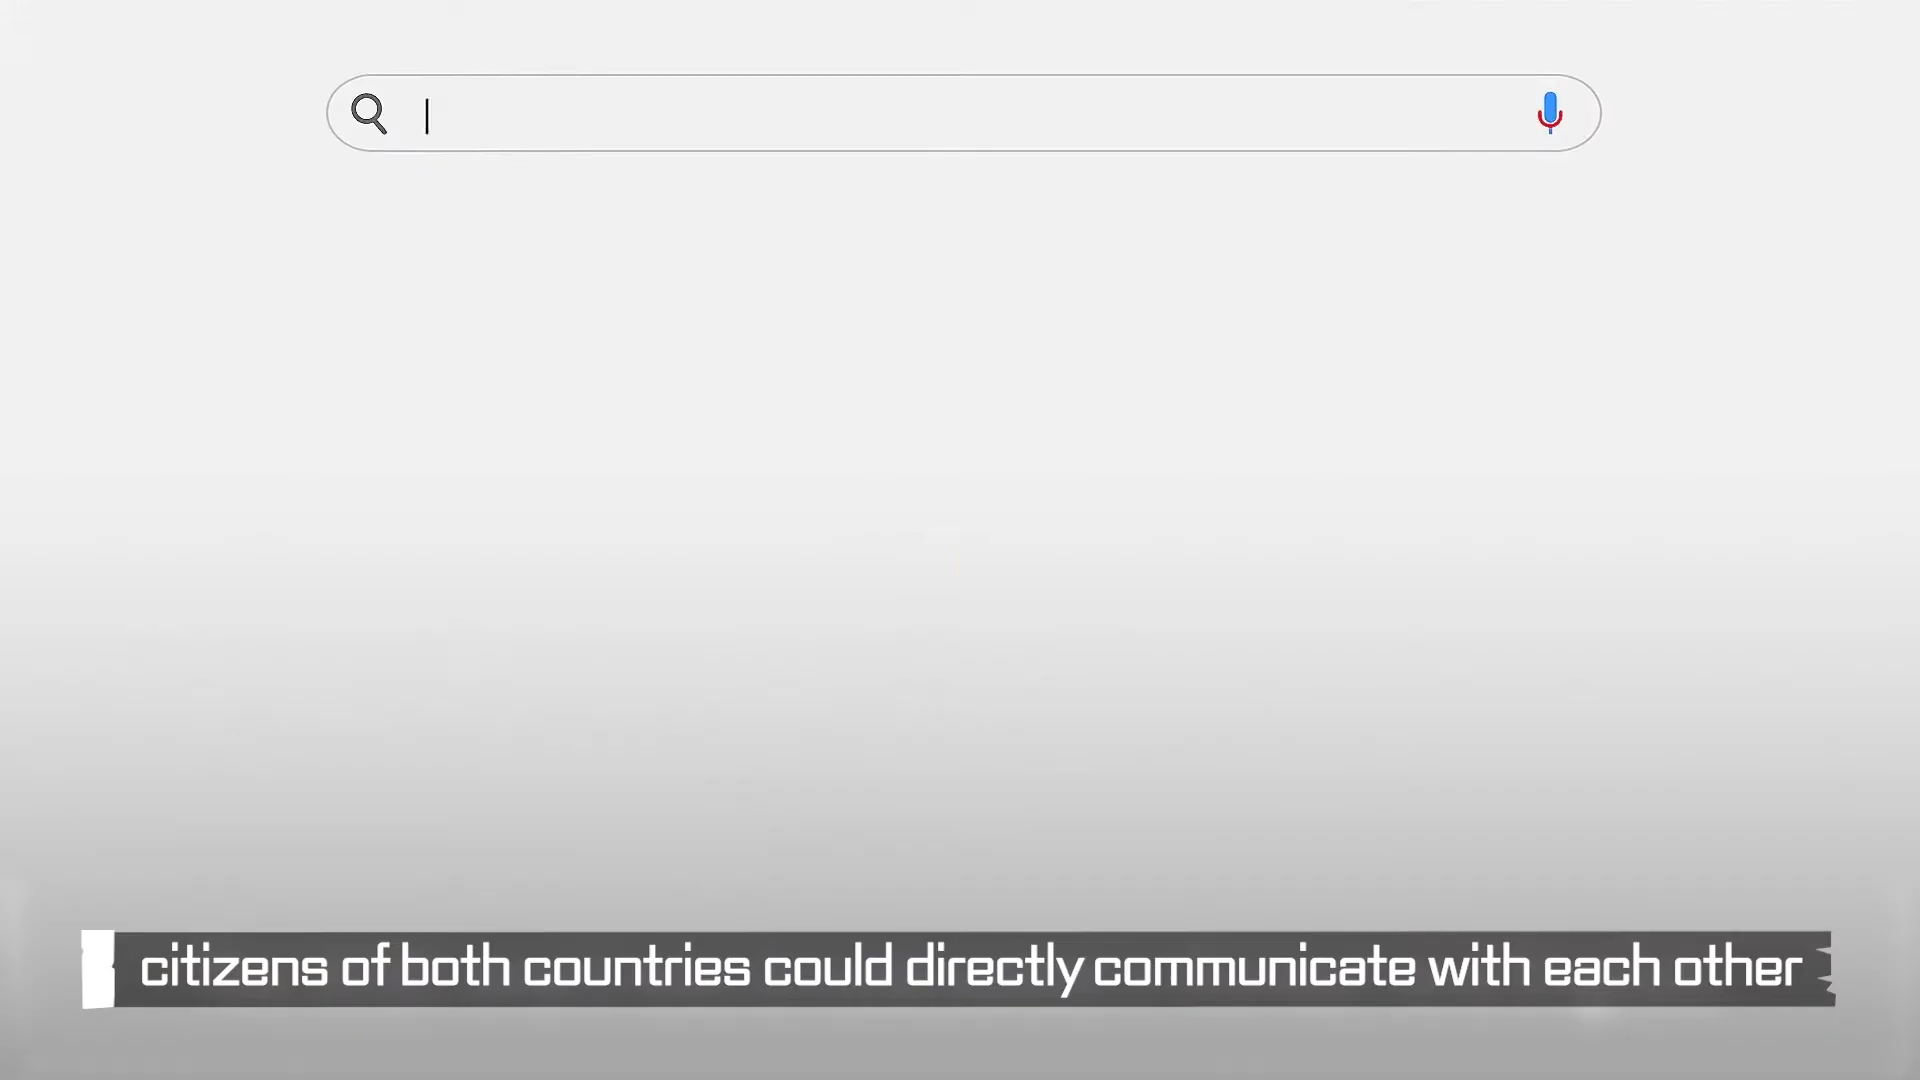 citizens of both countries could directly communicate with each other